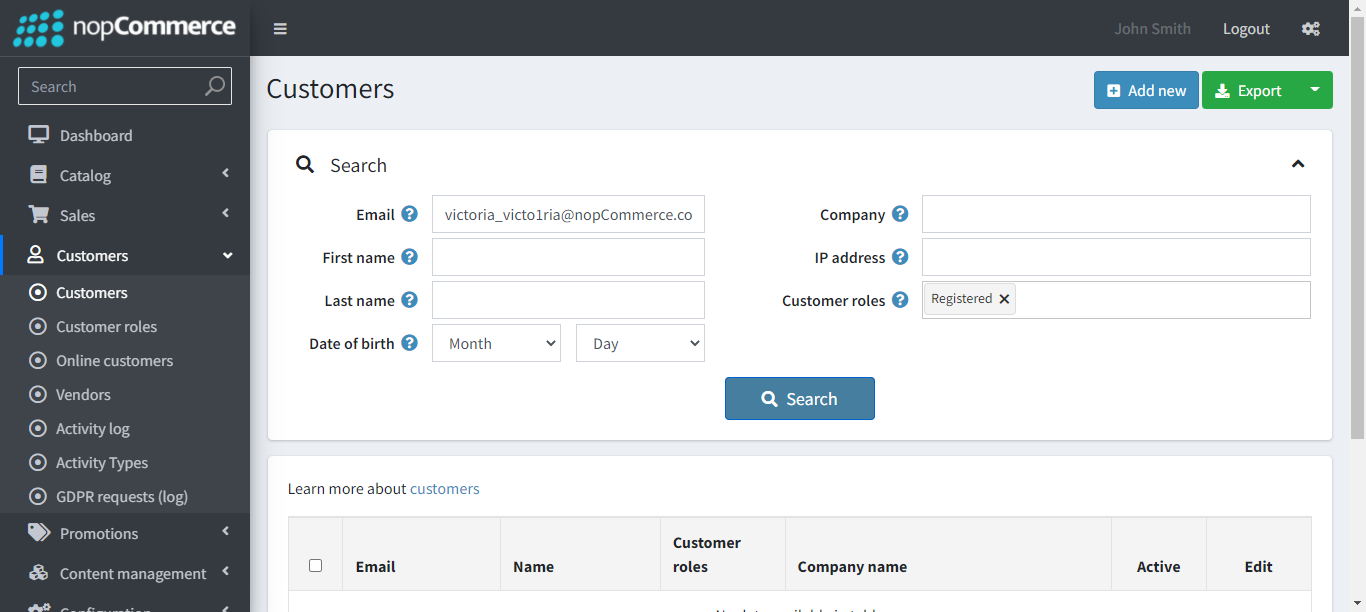 nopCommerce
John Smith
Logout
Search
Dashboard
Catalog
Sales
Customers
Customers
Customer roles
Online customers
Vendors
Activity log
Activity Types
GDPR requests (log)
Promotions
Content management
Configuration
Customers
Add new
Export
Search
Email
victoria_victo1ria@nopCommerce.co
Company
First name
IP address
Last name
Customer roles
Registered
Date of birth
Month
Day
Search
Learn more about customers
Email
Name
Customer roles
Company name
Active
Edit